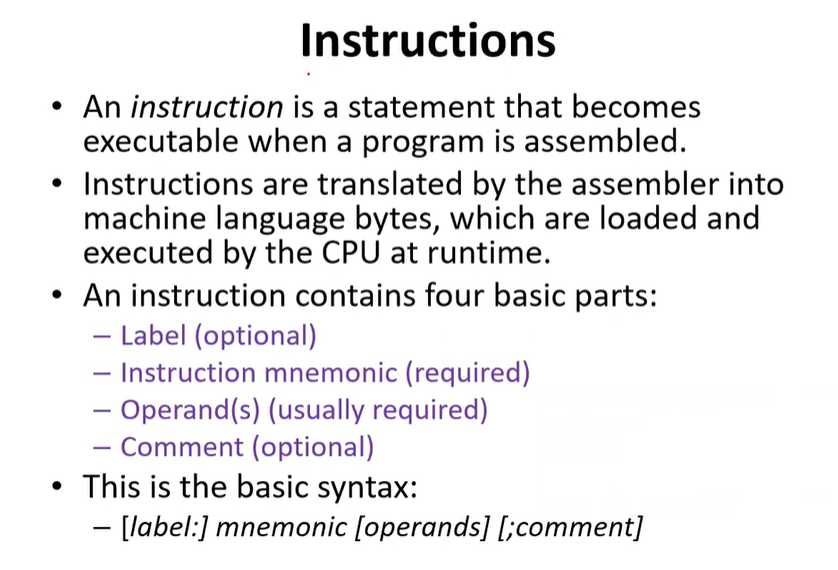 Instructions
• An instruction is a statement that becomes
executable when a program is assembled.
• Instructions are translated by the assembler into
machine language bytes, which are loaded and
executed by the CPU at runtime.
• An instruction contains four basic parts:
– Label (optional)
– Instruction mnemonic (required)
– Operand(s) (usually required)
– Comment (optional)
• This is the basic syntax:
– [label:] mnemonic [operands] [;comment]